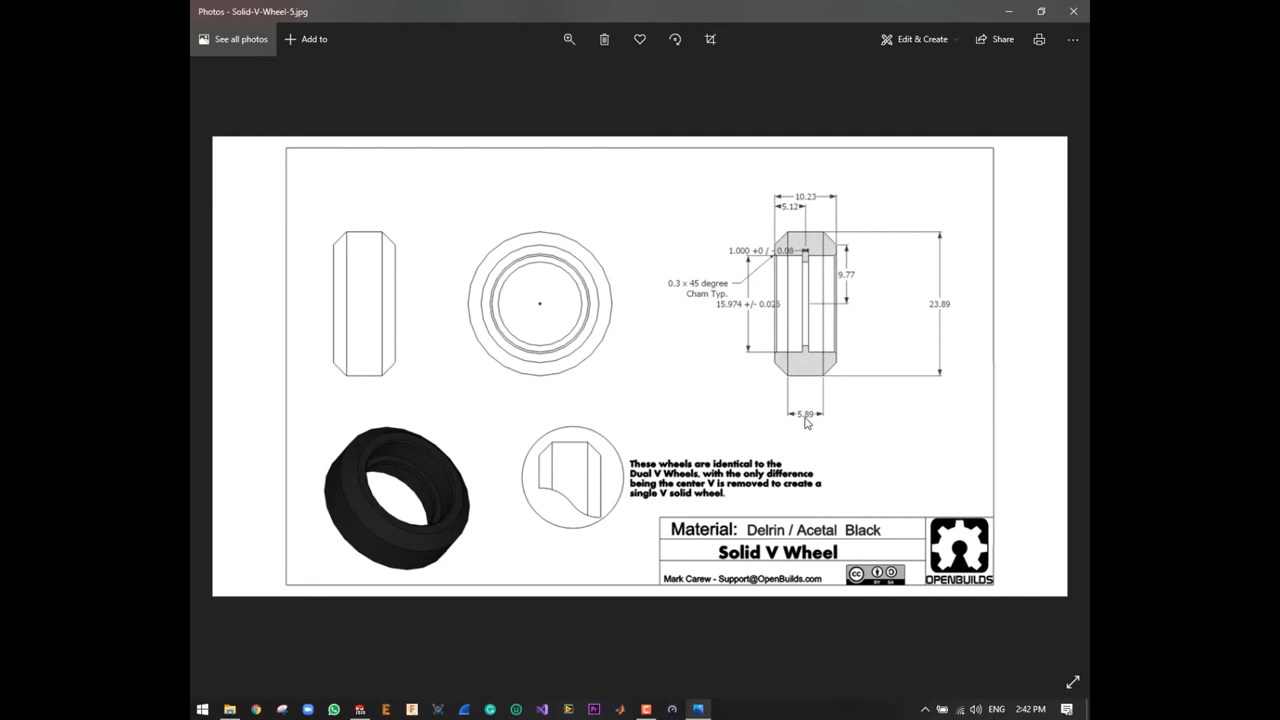 Photos - Solid-V-Wheel-5.jpg
See all photos
Add to
Edit & Create
Share
10.23
5.12
1.000 +0 / - 0.08
9.77
0.3 x 45 degree
Cham Typ.
15.974 +/- 0.025
23.89
5.89
These wheels are identical to the
Dual V Wheels, with the only difference
being the center V is removed to create a
single V solid wheel.
Material: Delrin / Acetal Black
Solid V Wheel
Mark Carew - Support@OpenBuilds.com
cc
BY SA
OPENBUILDS
ENG 2:42 PM